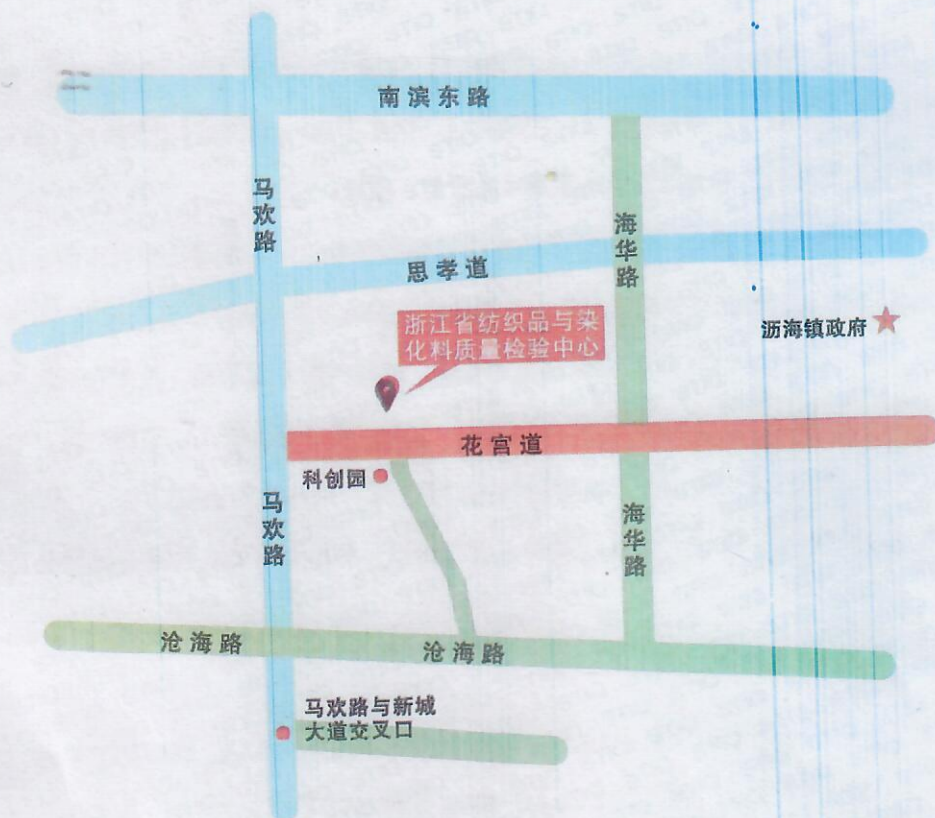 南滨东路
马欢路
海华路
思孝道
浙江省纺织品与染
化料质量检验中心
沥海镇政府
花宫道
科创园
马欢路
海华路
沧海路
沧海路
马欢路与新城
大道交叉口